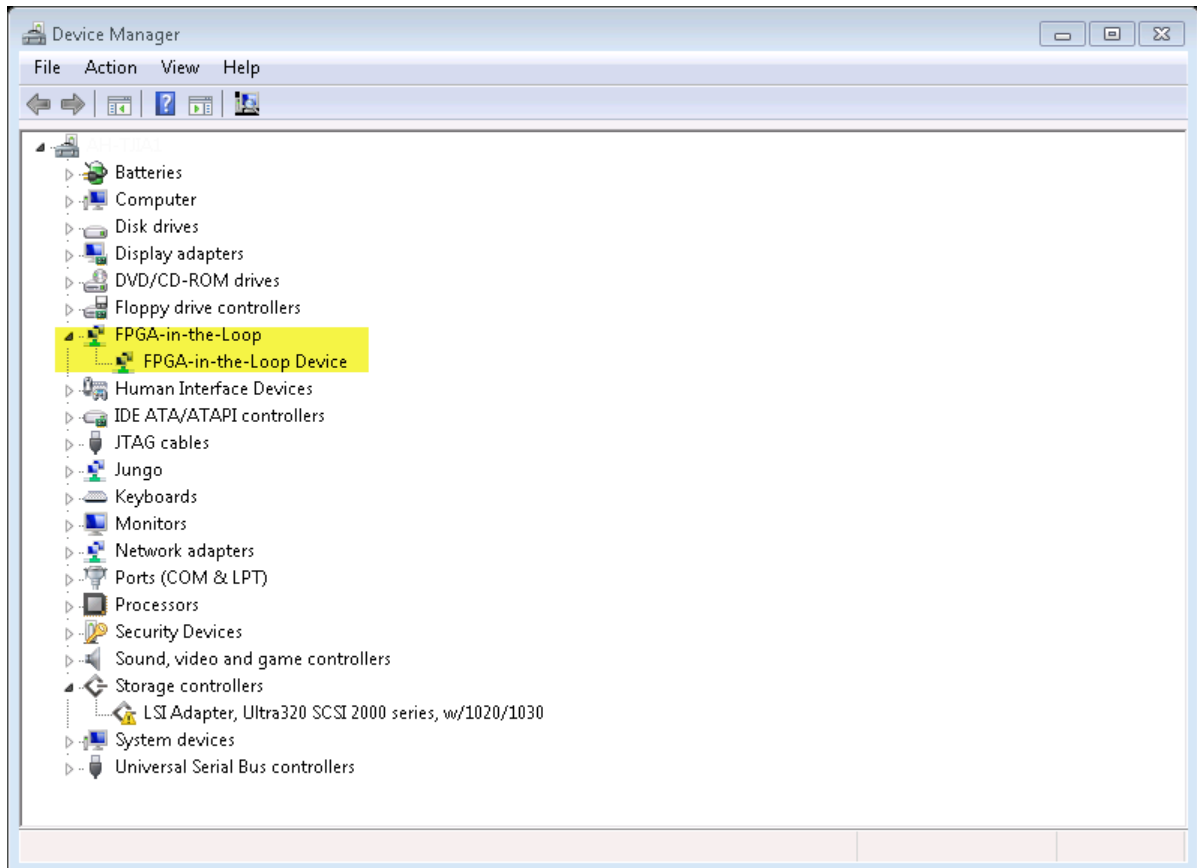 Device Manager
File Action View Help
Batteries
Computer
Disk drives
Display adapters
DVD/CD-ROM drives
Floppy drive controllers
FPGA-in-the-Loop
FPGA-in-the-Loop Device
Human Interface Devices
IDE ATA/ATAPI controllers
JTAG cables
Jungo
Keyboards
Monitors
Network adapters
Ports (COM & LPT)
Processors
Security Devices
Sound, video and game controllers
Storage controllers
LSI Adapter, Ultra320 SCSI 2000 series, w/1020/1030
System devices
Universal Serial Bus controllers